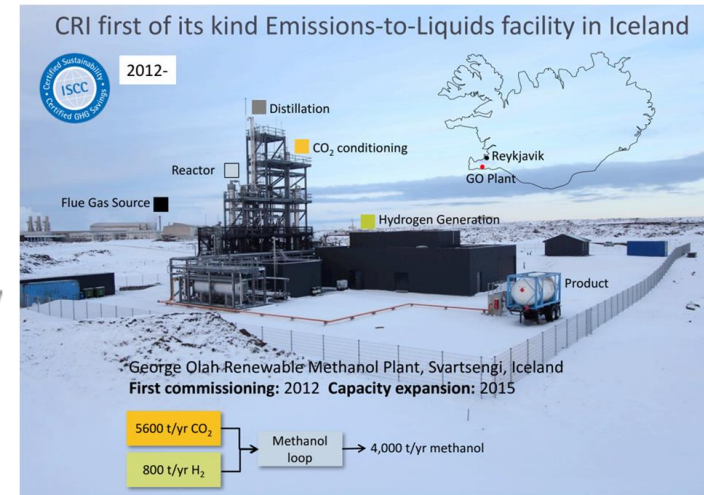 CRI first of its kind Emissions-to-Liquids facility in Iceland
Certified Sustainability
ISCC
Certified GHG Savings
2012-
Distillation
CO₂ conditioning
Reactor
Reykjavik
GO Plant
Flue Gas Source
Hydrogen Generation
Product
George Olah Renewable Methanol Plant, Svartsengi, Iceland
First commissioning: 2012 Capacity expansion: 2015
5600 t/yr CO₂
Methanol
loop
4,000 t/yr methanol
800 t/yr H₂